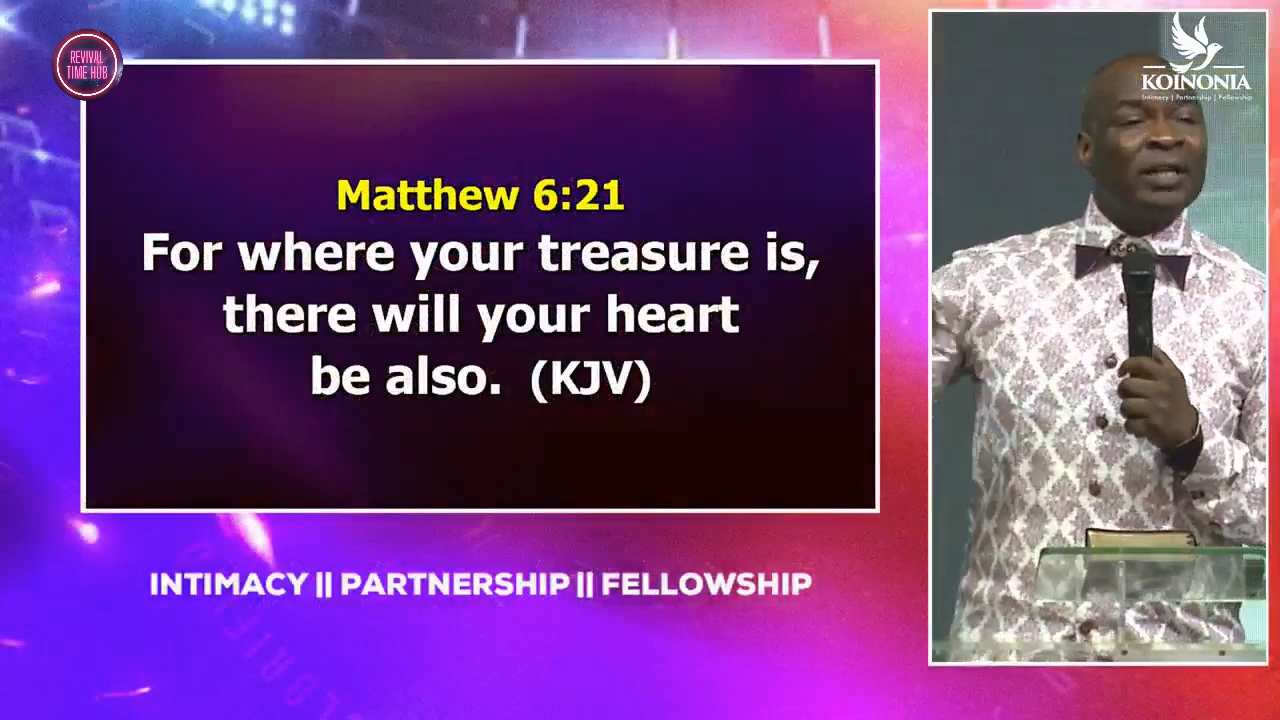 REVIVAL
TIME HUB
KOINONIA
Intimacy | Partnership | Fellowship
Matthew 6:21
For where your treasure is,
there will your heart
be also. (KJV)
INTIMACY || PARTNERSHIP || FELLOWSHIP